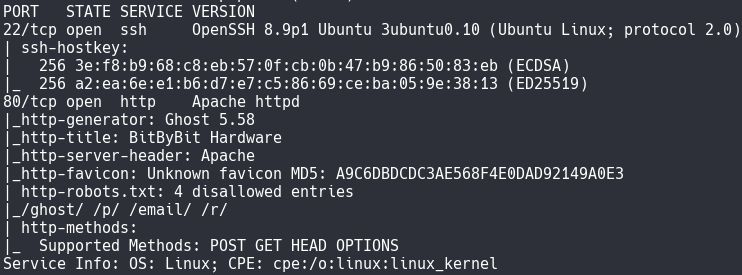 PORT   STATE SERVICE VERSION
22/tcp open  ssh     OpenSSH 8.9p1 Ubuntu 3ubuntu0.10 (Ubuntu Linux; protocol 2.0)
| ssh-hostkey:
|   256 3e:f8:b9:68:c8:eb:57:0f:cb:0b:47:b9:86:50:83:eb (ECDSA)
|_  256 a2:ea:6e:e1:b6:d7:e7:c5:86:69:ce:ba:05:9e:38:13 (ED25519)
80/tcp open  http    Apache httpd
|_http-generator: Ghost 5.58
|_http-title: BitByBit Hardware
|_http-server-header: Apache
|_http-favicon: Unknown favicon MD5: A9C6DBDCDC3AE568F4E0DAD92149A0E3
| http-robots.txt: 4 disallowed entries
|_/ghost/ /p/ /email/ /r/
| http-methods:
|_  Supported Methods: POST GET HEAD OPTIONS
Service Info: OS: Linux; CPE: cpe:/o:linux:linux_kernel